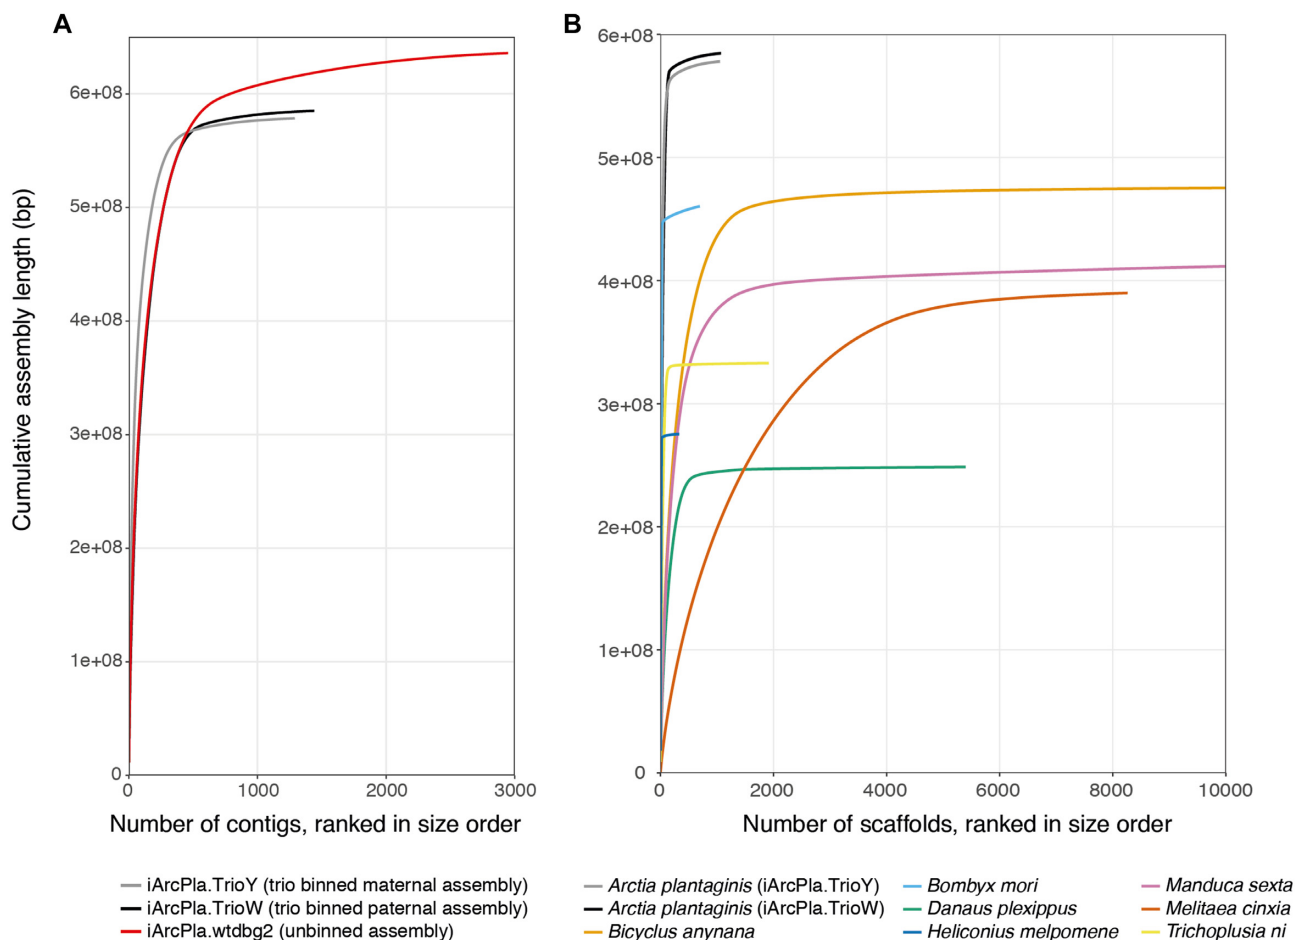 A
B
Cumulative assembly length (bp)
6e+08
5e+08
4e+08
3e+08
2e+08
1e+08
0
0 1000 2000 3000
Number of contigs, ranked in size order
6e+08
5e+08
4e+08
3e+08
2e+08
1e+08
0
0 2000 4000 6000 8000 10000
Number of scaffolds, ranked in size order
iArcPla.TrioY (trio binned maternal assembly)
iArcPla.TrioW (trio binned paternal assembly)
iArcPla.wtdbg2 (unbinned assembly)
Arctia plantaginis (iArcPla.TrioY)
Arctia plantaginis (iArcPla.TrioW)
Bicyclus anynana
Bombyx mori
Danaus plexippus
Heliconius melpomene
Manduca sexta
Melitaea cinxia
Trichoplusia ni